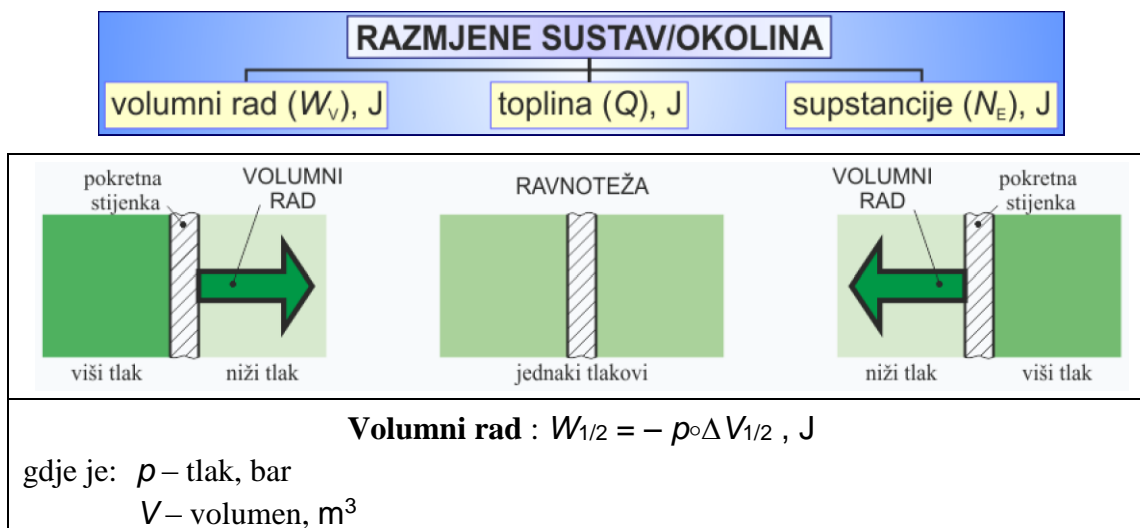 RAZMJENE SUSTAV/OKOLINA
volumni rad (Wᵥ), J
toplina (Q), J
supstancije (N_E), J
pokretna
stijenka
VOLUMNI
RAD
viši tlak
niži tlak
RAVNOTEŽA
jednaki tlakovi
VOLUMNI
RAD
pokretna
stijenka
niži tlak
viši tlak
Volumni rad : W1/2 = – p◦ΔV1/2 , J
gdje je: p – tlak, bar
V – volumen, m³